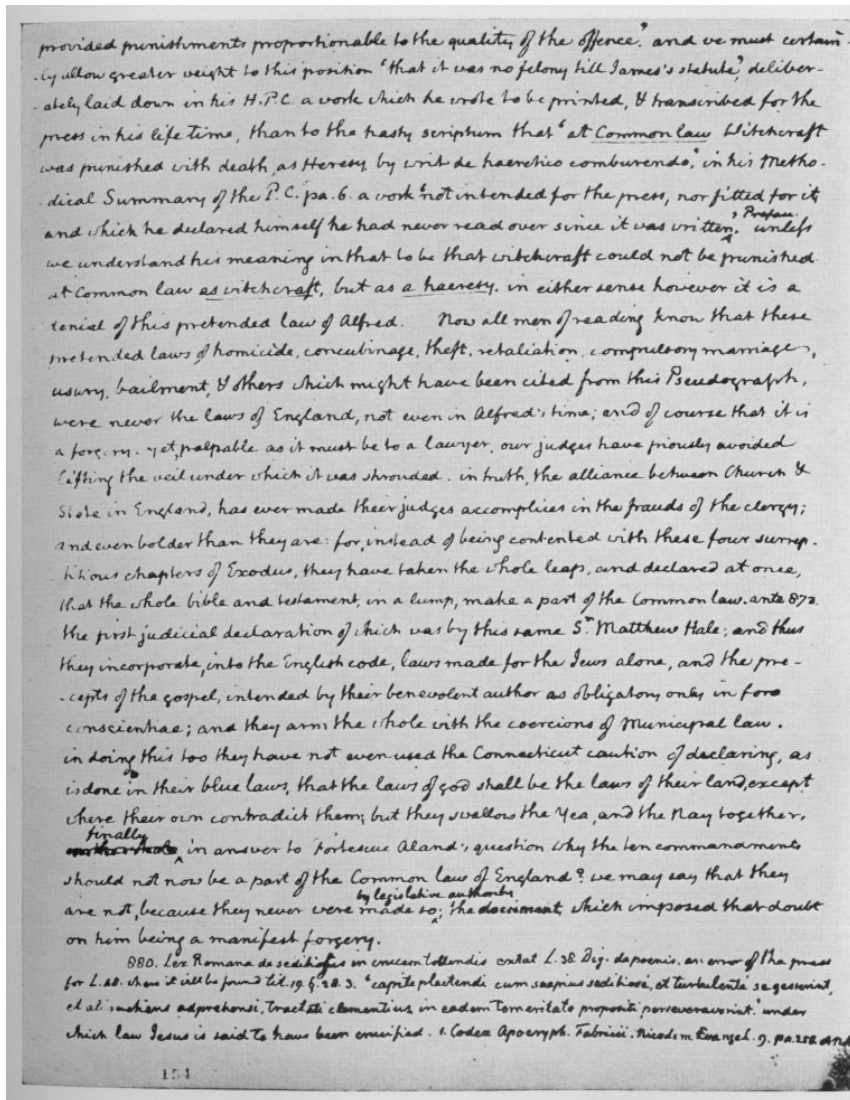 provided punishments proportionable to the quality of the offence.' and we must certain-
-ly allow greater weight to this position 'that it was no felony till James's statute,' deliber-
-ately laid down in his H.P.C. a work which he wrote to be printed, & transcribed for the
press in his life time, than to the hasty scriptum that 'at Common law Witchcraft
was punished with death, as Heresy by writ de haeretico comburendo.' in his Metho-
-dical Summary of the P.C. pa. 6. a work 'not intended for the press, nor fitted for it,
and which he declared himself he had never read over since it was written,' Preface. unless
we understand his meaning in that to be that witchcraft could not be punished
at Common law as witchcraft, but as a haeresy. in either sense however it is a
denial of this pretended law of Alfred. Now all men of reading know that these
pretended laws of homicide, concubinage, theft, retaliation, compulsory marriage,
usury, bailment, & others which might have been cited from this Pseudograph,
were never the laws of England, not even in Alfred's time; and of course that it is
a forgery. yet, palpable as it must be to a lawyer, our judges have piously avoided
lifting the veil under which it was shrouded. in truth, the alliance between Church &
State in England, has ever made their judges accomplices in the frauds of the clergy;
and even bolder than they are: for, instead of being contented with these four surrep-
-titious chapters of Exodus, they have taken the whole leap, and declared at once,
that the whole bible and testament, in a lump, make a part of the Common law. ante 873.
the first judicial declaration of which was by this same Sr. Matthew Hale; and thus
they incorporate, into the English code, laws made for the Jews alone, and the pre-
-cepts of the gospel, intended by their benevolent author as obligatory only in foro
conscientiae; and they arm the whole with the coercions of Municipal law.
in doing this too they have not even used the Connecticut caution of declaring, as
is done in their blue laws, that the laws of god shall be the laws of their land, except
where their own contradict them; but they swallow the Yea, and the Nay together.
finally in answer to Fortescue Aland's question why the ten commandments
should not now be a part of the Common law of England? we may say that they
are not, because they never were made so by legislative authority; the document, which imposed that doubt
on him being a manifest forgery.
880. Lex Romana de seditiosis in crucem tollendis extat L. 38. Dig. de poenis. an error of the press
for L. 48. where it will be found tit. 19. §. 28. 3. 'capite plectendi cum saepius seditiosé, et turbulenté se gesserint,
et aliquotiens adprehensi, tractati clementius, in eadem temeritate propositi perseveraverint.' under
which law Jesus is said to have been crucified. 1. Codex Apocryph. Fabricii. Nicodem. Evangel. 9. pa. 258. and
154